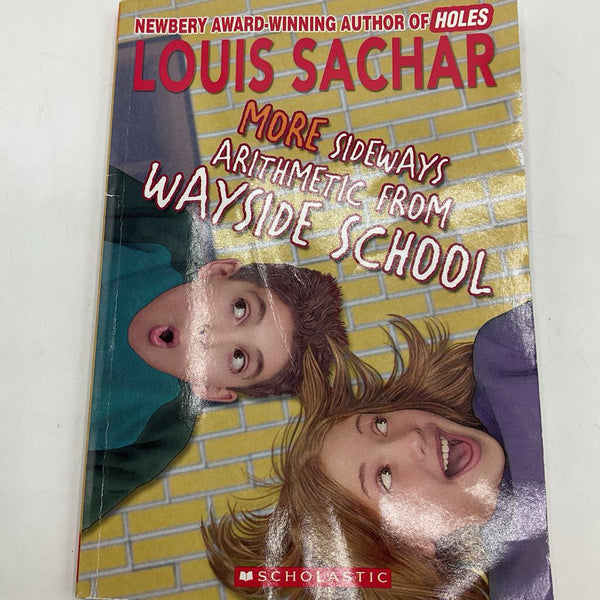 NEWBERY AWARD-WINNING AUTHOR OF HOLES
LOUIS SACHAR
MORE SIDEWAYS
ARITHMETIC FROM
WAYSIDE SCHOOL
SCHOLASTIC